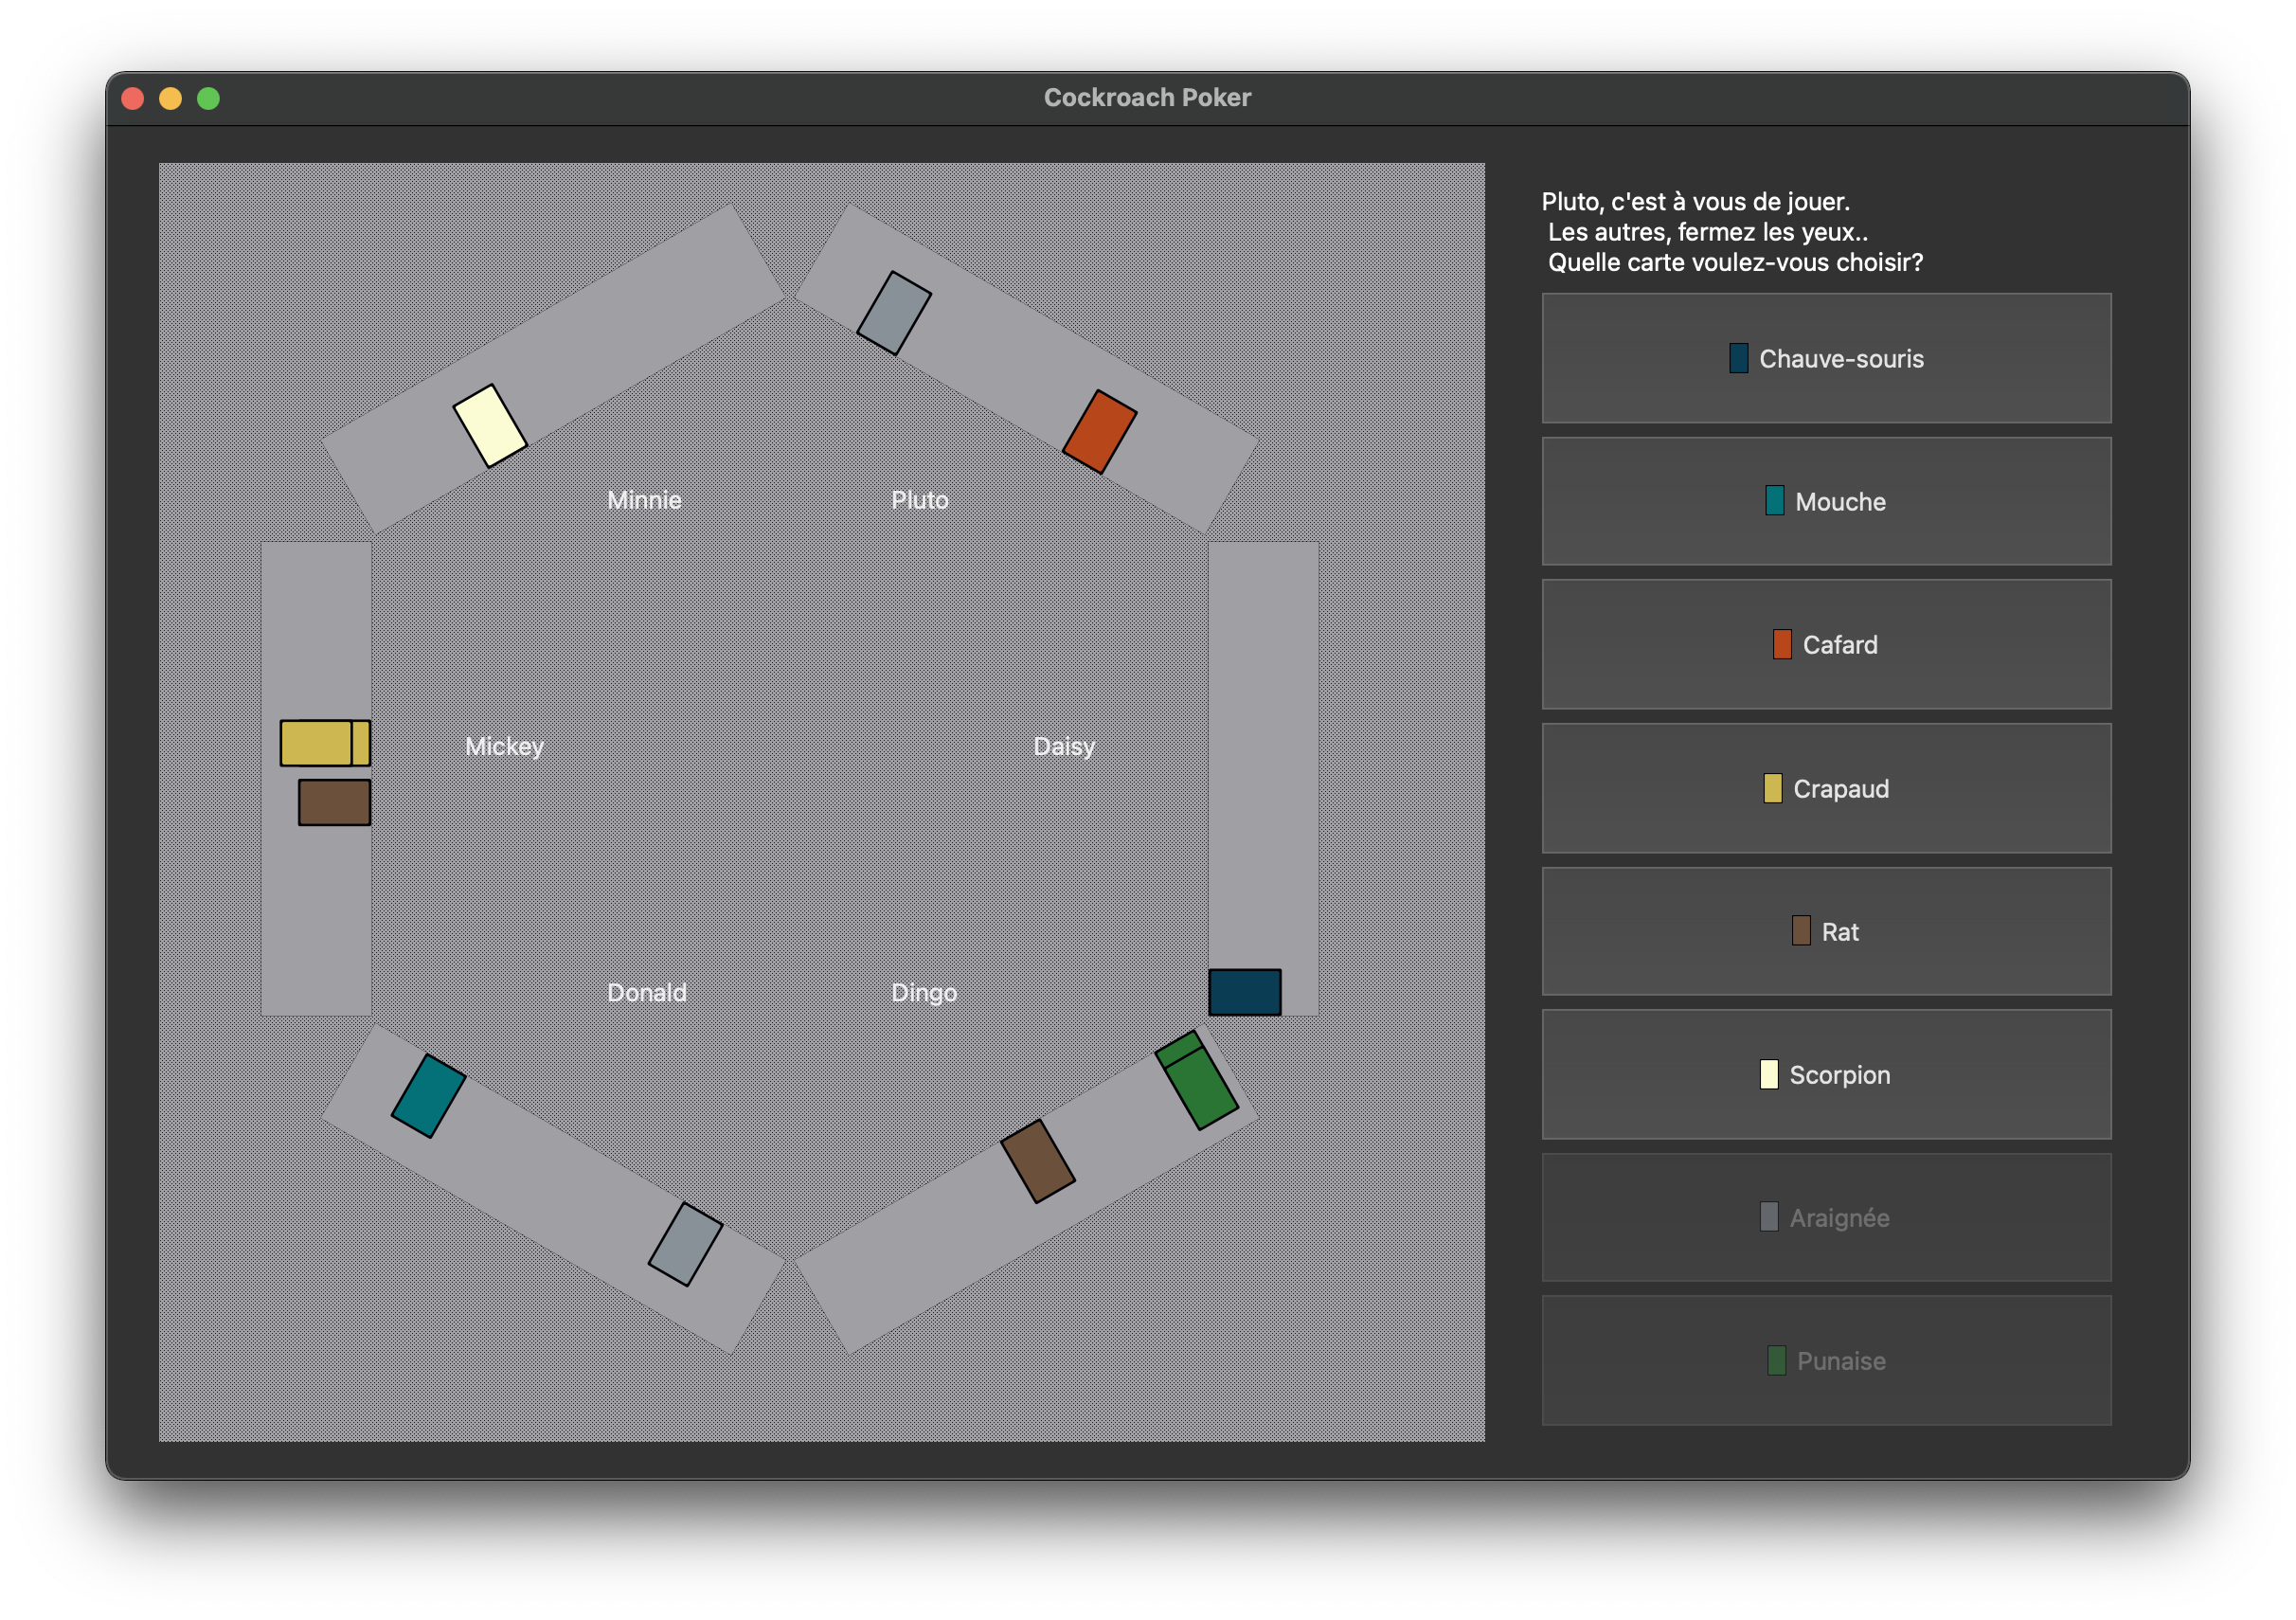 Cockroach Poker
Pluto, c'est à vous de jouer.
Les autres, fermez les yeux..
Quelle carte voulez-vous choisir?
Chauve-souris
Mouche
Cafard
Crapaud
Rat
Scorpion
Araignée
Punaise
Minnie
Pluto
Mickey
Daisy
Donald
Dingo